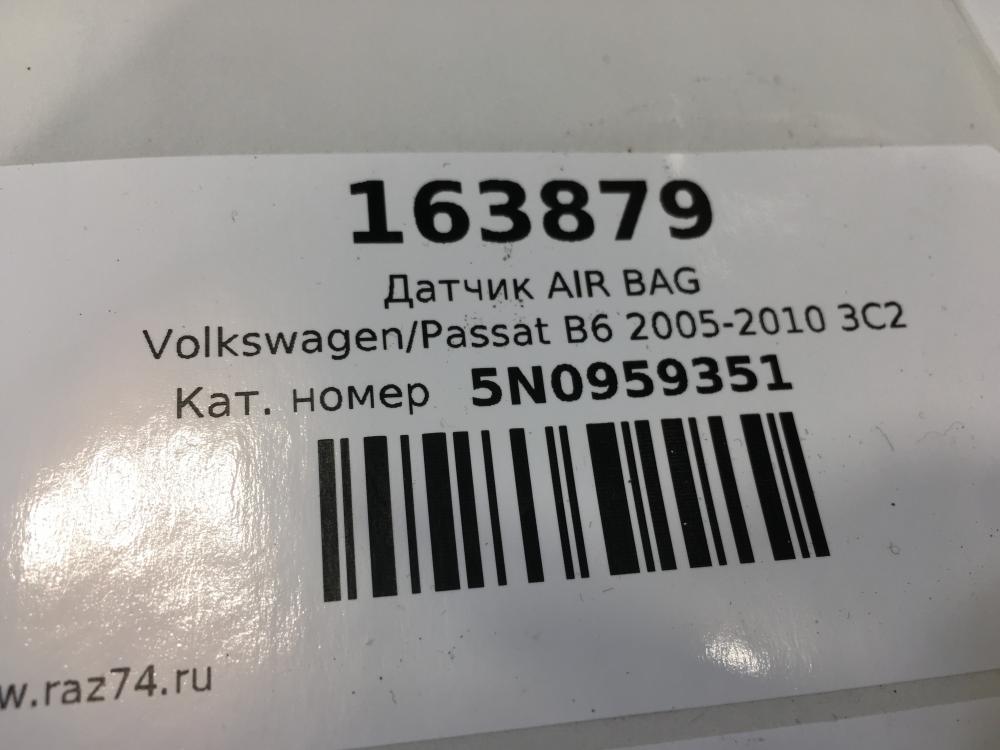 163879
Датчик AIR BAG
Volkswagen/Passat B6 2005-2010 3C2
Кат. номер 5N0959351
w.raz74.ru